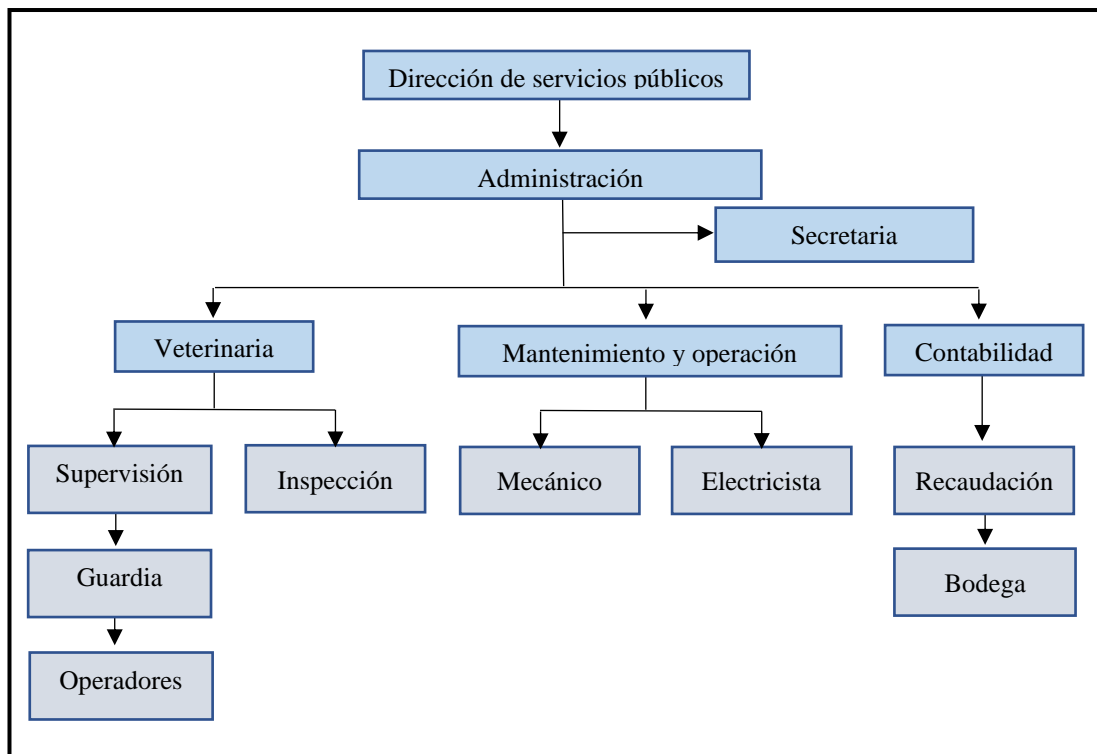 Dirección de servicios públicos
Administración
Secretaria
Veterinaria
Mantenimiento y operación
Contabilidad
Supervisión
Inspección
Mecánico
Electricista
Recaudación
Guardia
Bodega
Operadores